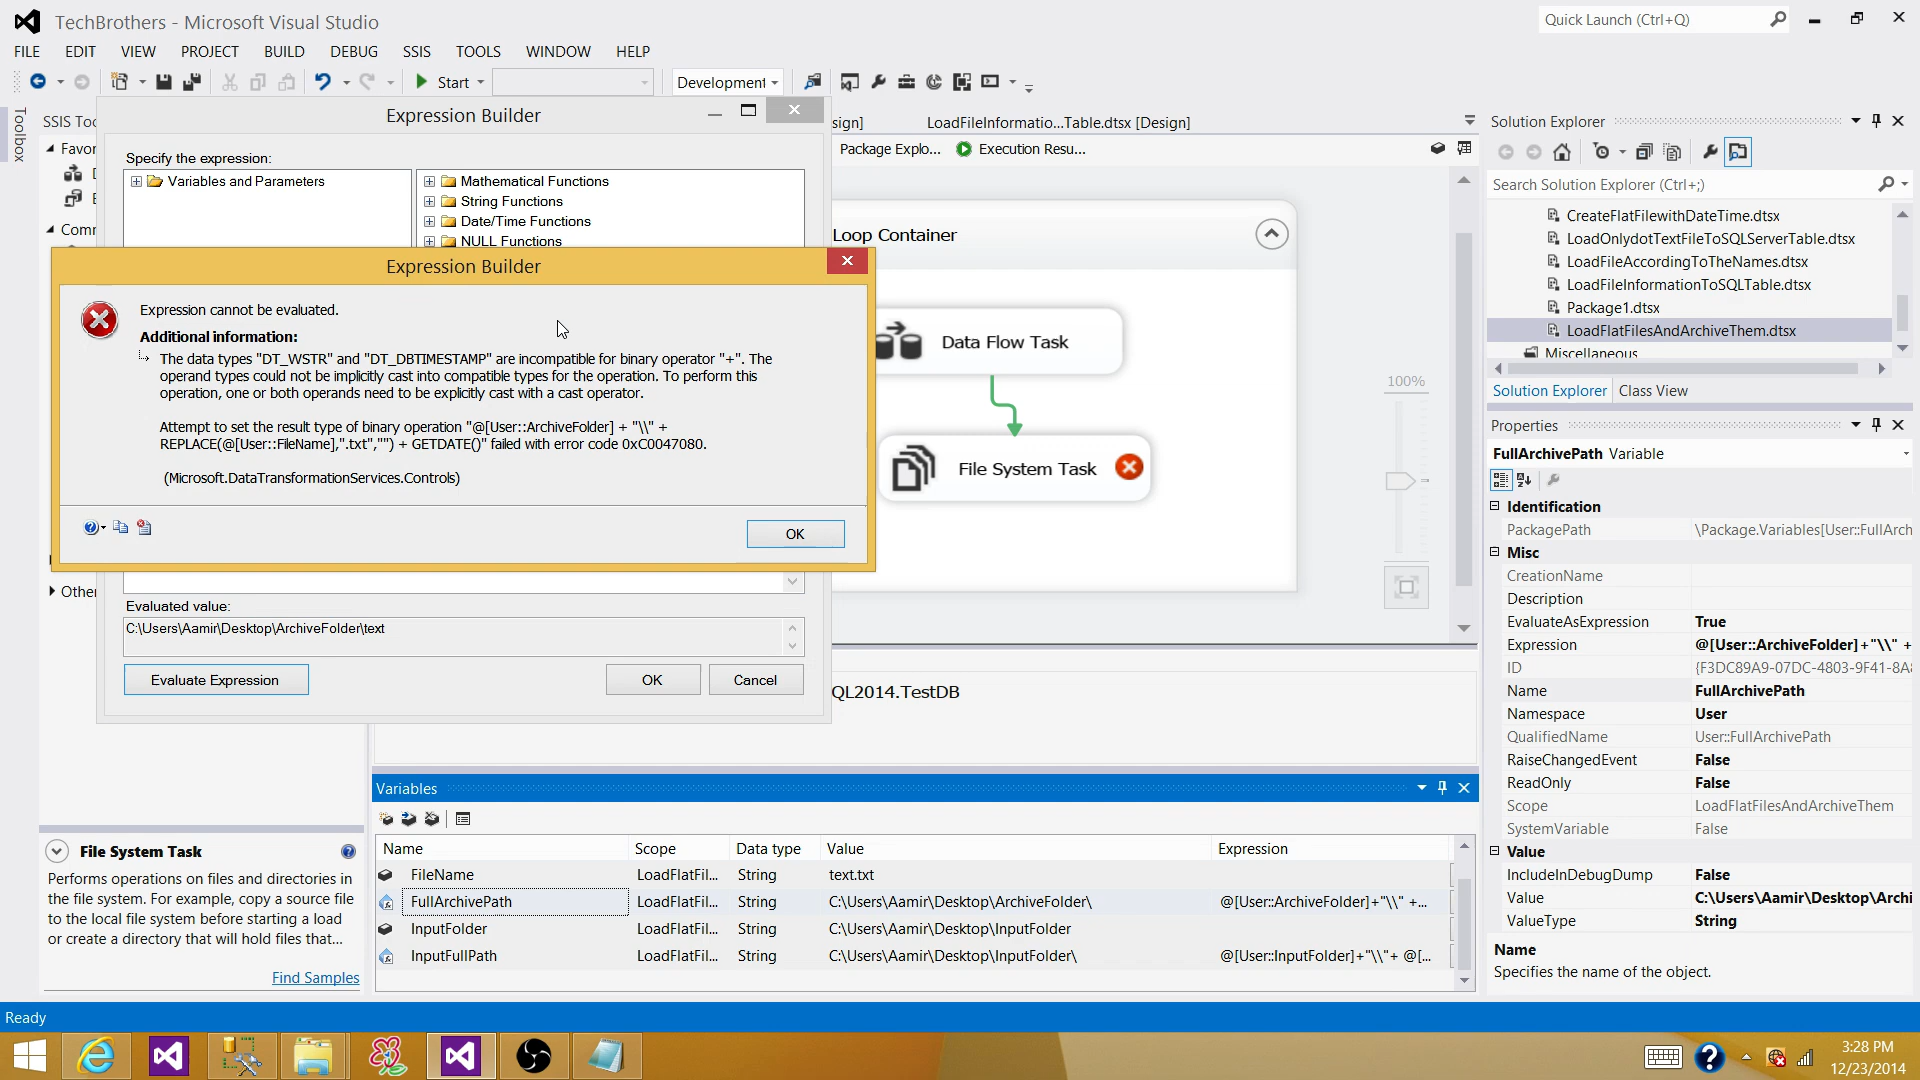 TechBrothers - Microsoft Visual Studio
Quick Launch (Ctrl+Q)
FILE EDIT VIEW PROJECT BUILD DEBUG SSIS TOOLS WINDOW HELP
Start
Development
Toolbox
SSIS Too
Expression Builder
sign]
LoadFileInformatio...Table.dtsx [Design]
Package Explo...
Execution Resu...
Favor
Comm
Othe
Specify the expression:
Variables and Parameters
Mathematical Functions
String Functions
Date/Time Functions
NULL Functions
Expression Builder
Expression cannot be evaluated.
Additional information:
The data types "DT_WSTR" and "DT_DBTIMESTAMP" are incompatible for binary operator "+". The
operand types could not be implicitly cast into compatible types for the operation. To perform this
operation, one or both operands need to be explicitly cast with a cast operator.
Attempt to set the result type of binary operation "@[User::ArchiveFolder] + "\\" +
REPLACE(@[User::FileName],".txt","") + GETDATE()" failed with error code 0xC0047080.
(Microsoft.DataTransformationServices.Controls)
OK
Evaluated value:
C:\Users\Aamir\Desktop\ArchiveFolder\text
Evaluate Expression
OK
Cancel
Loop Container
Data Flow Task
File System Task
100%
QL2014.TestDB
Solution Explorer
Search Solution Explorer (Ctrl+;)
CreateFlatFilewithDateTime.dtsx
LoadOnlydotTextFileToSQLServerTable.dtsx
LoadFileAccordingToTheNames.dtsx
LoadFileInformationToSQLTable.dtsx
Package1.dtsx
LoadFlatFilesAndArchiveThem.dtsx
Miscellaneous
Solution Explorer
Class View
Properties
FullArchivePath Variable
Identification
PackagePath \Package.Variables[User::FullArch
Misc
CreationName
Description
EvaluateAsExpression True
Expression @[User::ArchiveFolder]+"\\" +
ID {F3DC89A9-07DC-4803-9F41-8A
Name FullArchivePath
Namespace User
QualifiedName User::FullArchivePath
RaiseChangedEvent False
ReadOnly False
Scope LoadFlatFilesAndArchiveThem
SystemVariable False
Value
IncludeInDebugDump False
Value C:\Users\Aamir\Desktop\Archi
ValueType String
Name
Specifies the name of the object.
File System Task
Performs operations on files and directories in
the file system. For example, copy a source file
to the local file system before starting a load
or create a directory that will hold files that...
Find Samples
Variables
Name Scope Data type Value Expression
FileName LoadFlatFil... String text.txt
FullArchivePath LoadFlatFil... String C:\Users\Aamir\Desktop\ArchiveFolder\ @[User::ArchiveFolder]+"\\" +...
InputFolder LoadFlatFil... String C:\Users\Aamir\Desktop\InputFolder
InputFullPath LoadFlatFil... String C:\Users\Aamir\Desktop\InputFolder\ @[User::InputFolder]+"\\"+ @[...
Ready
3:28 PM
12/23/2014